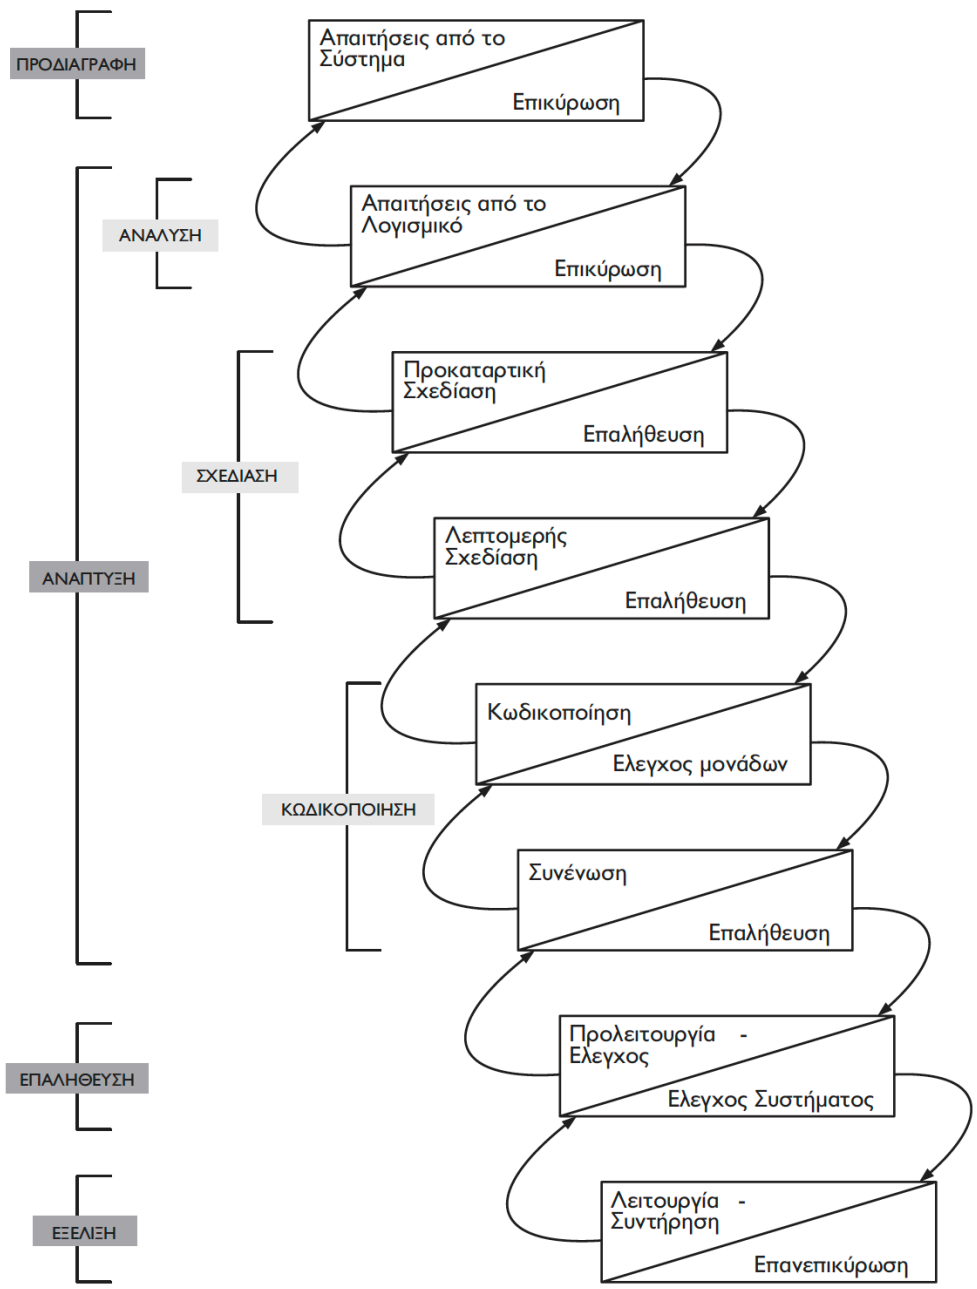 Απαιτήσεις από το
Σύστημα
ΠΡΟΔΙΑΓΡΑΦΗ
Επικύρωση
Απαιτήσεις από το
Λογισμικό
ΑΝΑΛΥΣΗ
Επικύρωση
Προκαταρτική
Σχεδίαση
Επαλήθευση
ΣΧΕΔΙΑΣΗ
Λεπτομερής
Σχεδίαση
ΑΝΑΠΤΥΞΗ
Επαλήθευση
Κωδικοποίηση
Ελεγχος μονάδων
ΚΩΔΙΚΟΠΟΙΗΣΗ
Συνένωση
Επαλήθευση
Προλειτουργία -
Ελεγχος
ΕΠΑΛΗΘΕΥΣΗ
Ελεγχος Συστήματος
Λειτουργία -
Συντήρηση
ΕΞΕΛΙΞΗ
Επανεπικύρωση